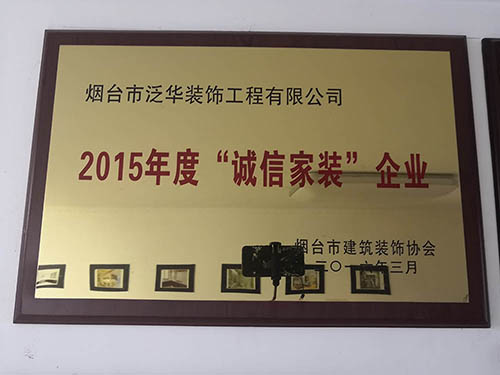 烟台市泛华装饰工程有限公司
2015年度“诚信家装”企业
烟台市建筑装饰协会
二〇一六年三月